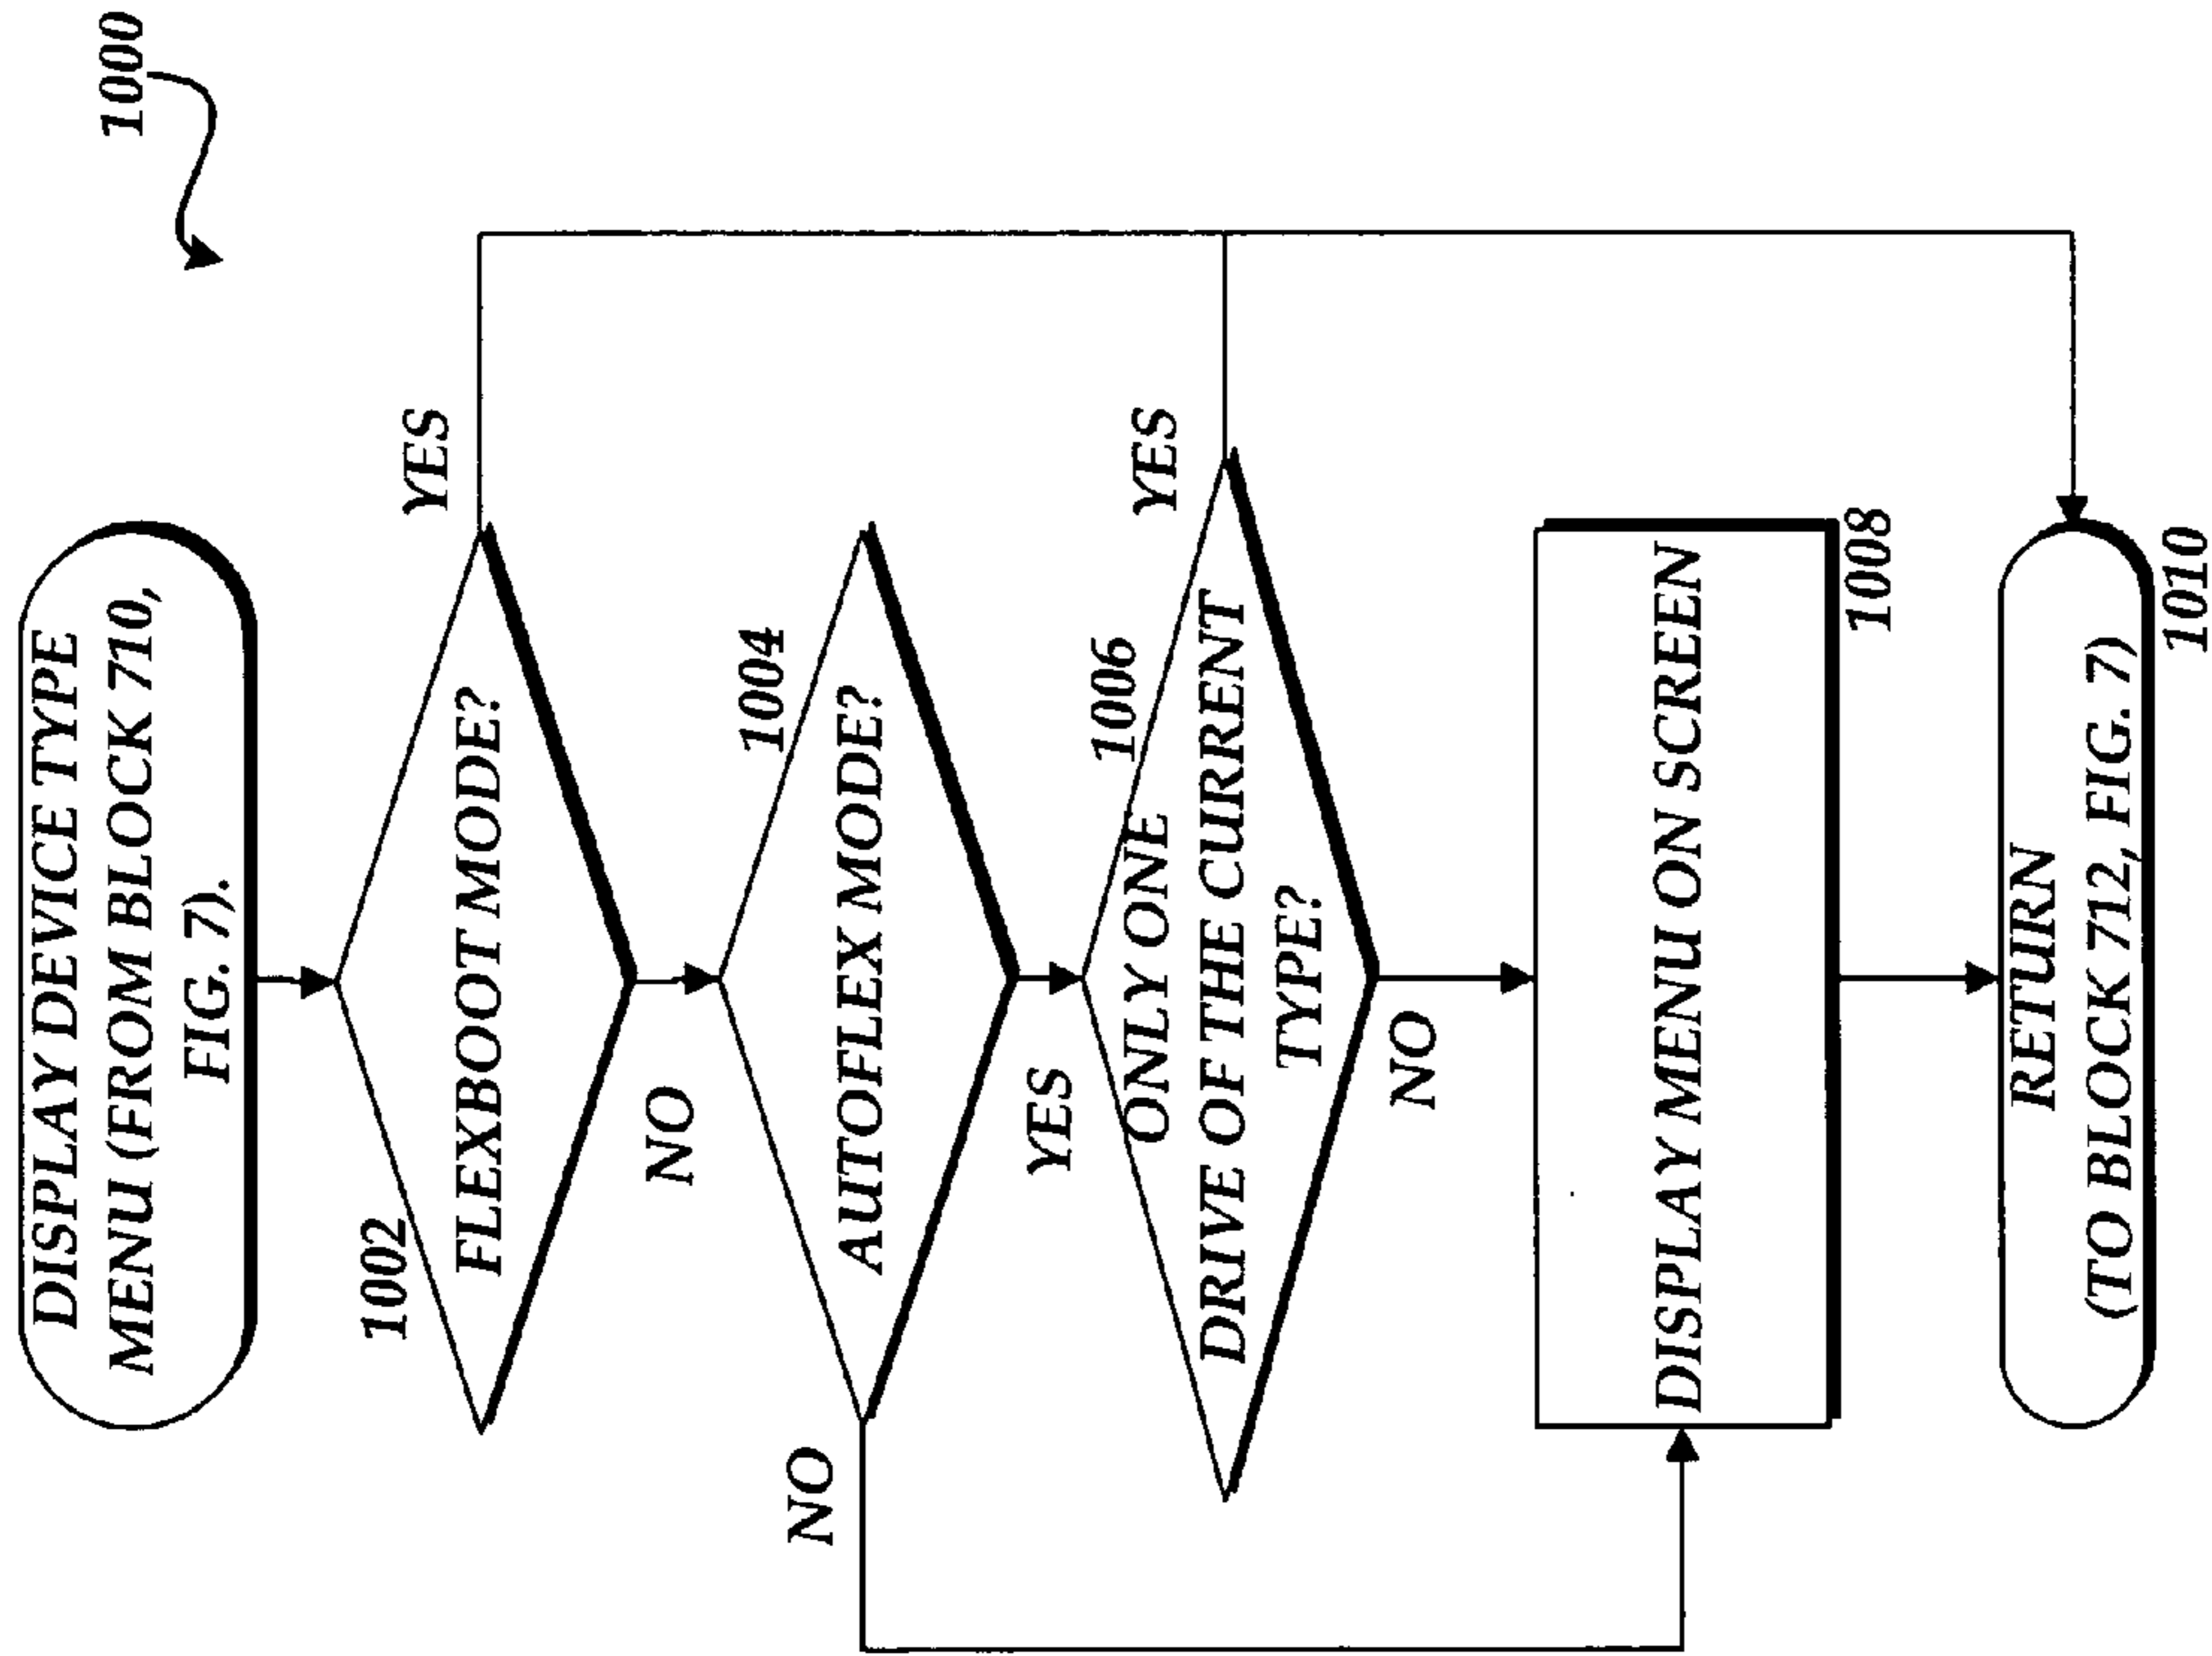 1000
DISPLAY DEVICE TYPE
MENU (FROM BLOCK 710,
FIG. 7).
1002
FLEXBOOT MODE?
YES
NO
1004
AUTOFLEX MODE?
NO
YES
1006
ONLY ONE
DRIVE OF THE CURRENT
TYPE?
YES
NO
DISPLAY MENU ON SCREEN
1008
RETURN
(TO BLOCK 712, FIG. 7)
1010